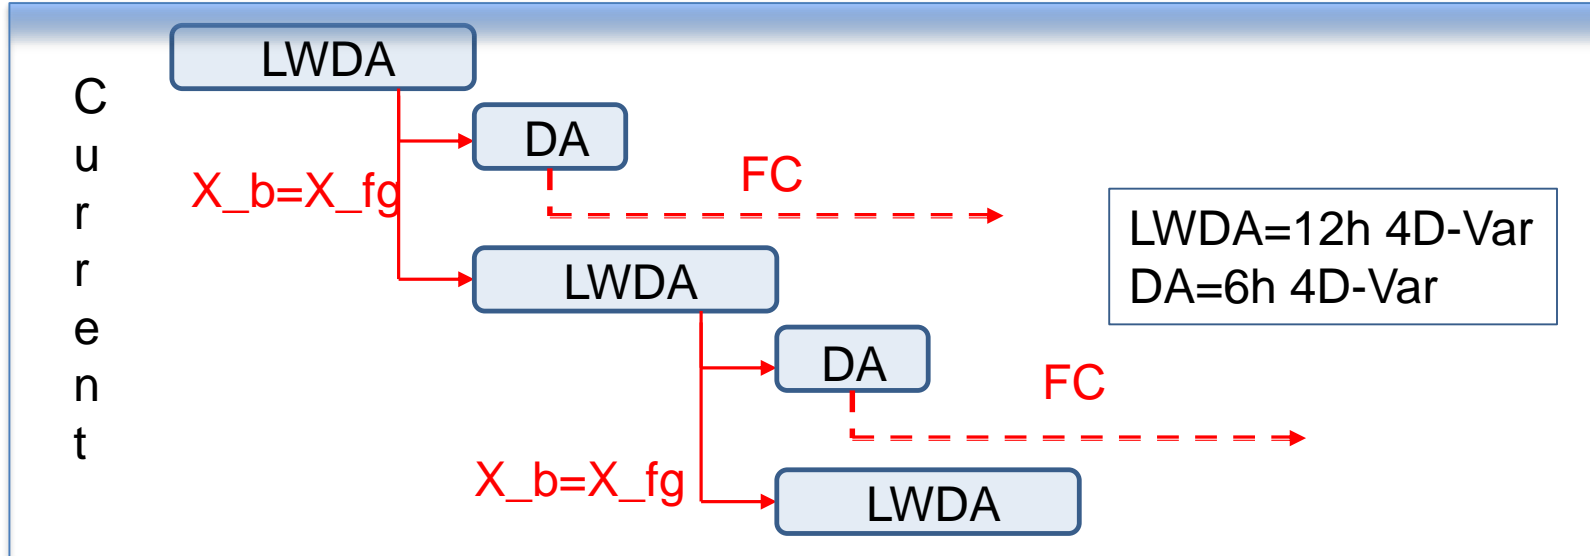 Current
LWDA
DA
X_b=X_fg
FC
LWDA
LWDA=12h 4D-Var
DA=6h 4D-Var
DA
FC
X_b=X_fg
LWDA